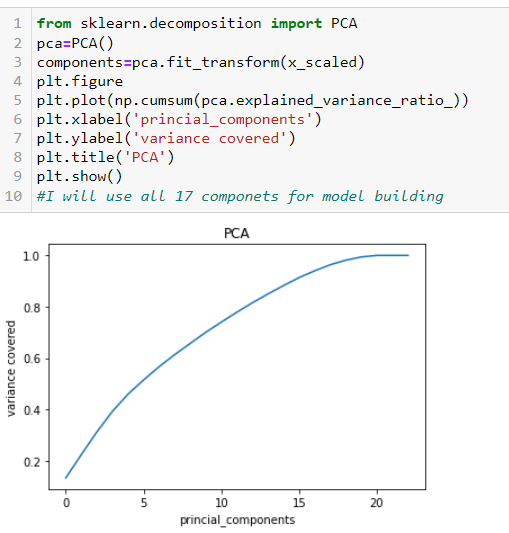 1 from sklearn.decomposition import PCA
2 pca=PCA()
3 components=pca.fit_transform(x_scaled)
4 plt.figure
5 plt.plot(np.cumsum(pca.explained_variance_ratio_))
6 plt.xlabel('princial_components')
7 plt.ylabel('variance covered')
8 plt.title('PCA')
9 plt.show()
10 #I will use all 17 componets for model building
PCA
1.0
0.8
0.6
0.4
0.2
variance covered
0 5 10 15 20
princial_components